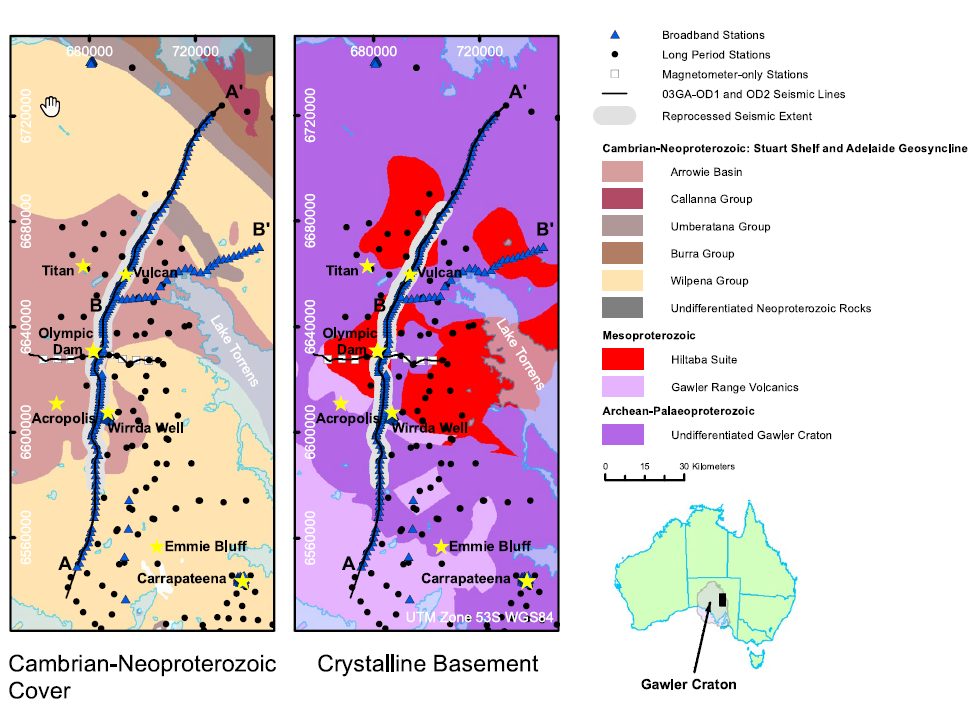 680000
720000
A'
6720000
6680000
6640000
6600000
6560000
B'
Titan
Vulcan
B
Olympic
Dam
Lake Torrens
Acropolis
Wirrda Well
Emmie Bluff
A
Carrapateena
Cambrian-Neoproterozoic
Cover
680000
720000
A'
6720000
6680000
6640000
6600000
6560000
B'
Titan
Vulcan
B
Olympic
Dam
Lake Torrens
Acropolis
Wirrda Well
Emmie Bluff
A
Carrapateena
UTM Zone 53S WGS84
Crystalline Basement
Broadband Stations
Long Period Stations
Magnetometer-only Stations
03GA-OD1 and OD2 Seismic Lines
Reprocessed Seismic Extent
Cambrian-Neoproterozoic: Stuart Shelf and Adelaide Geosyncline
Arrowie Basin
Callanna Group
Umberatana Group
Burra Group
Wilpena Group
Undifferentiated Neoproterozoic Rocks
Mesoproterozoic
Hiltaba Suite
Gawler Range Volcanics
Archean-Palaeoproterozoic
Undifferentiated Gawler Craton
0 15 30 Kilometers
Gawler Craton